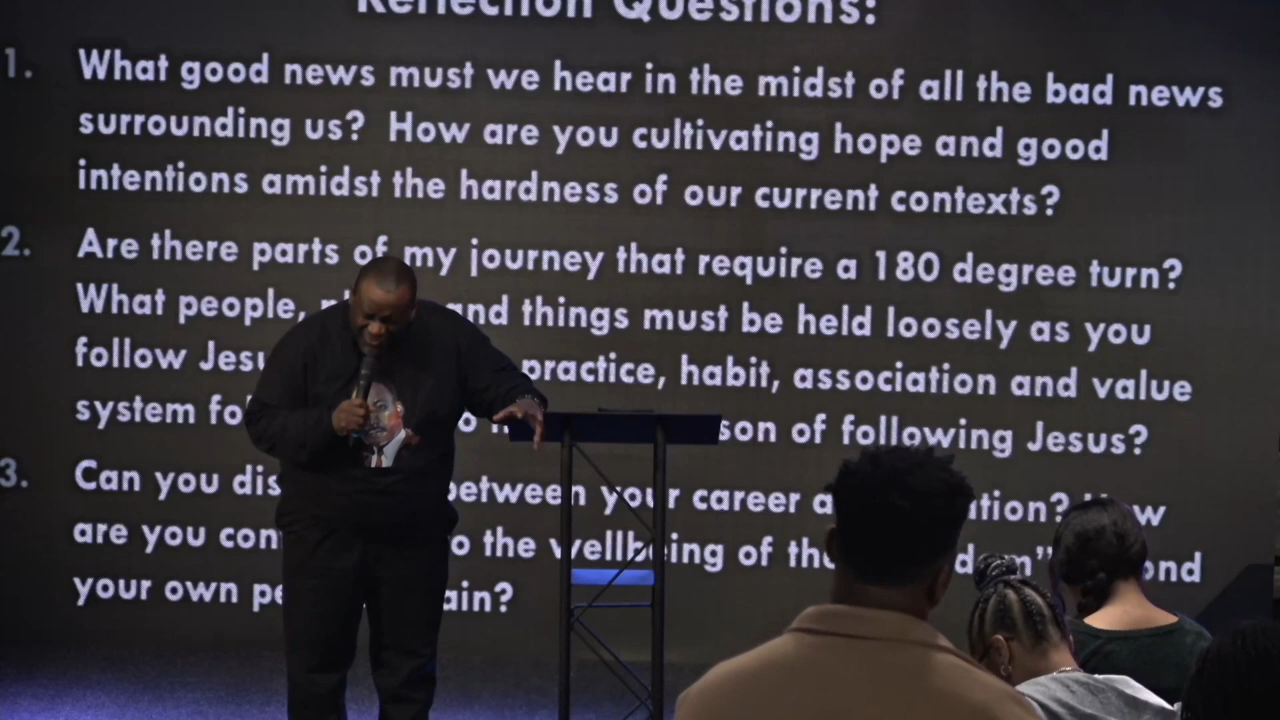 Reflection Questions:
1. What good news must we hear in the midst of all the bad news
surrounding us? How are you cultivating hope and good
intentions amidst the hardness of our current contexts?
2. Are there parts of my journey that require a 180 degree turn?
What people, and things must be held loosely as you
follow practice, habit, association and value
system of following Jesus?
3. Can you between your career
are you the wellbeing of
your own